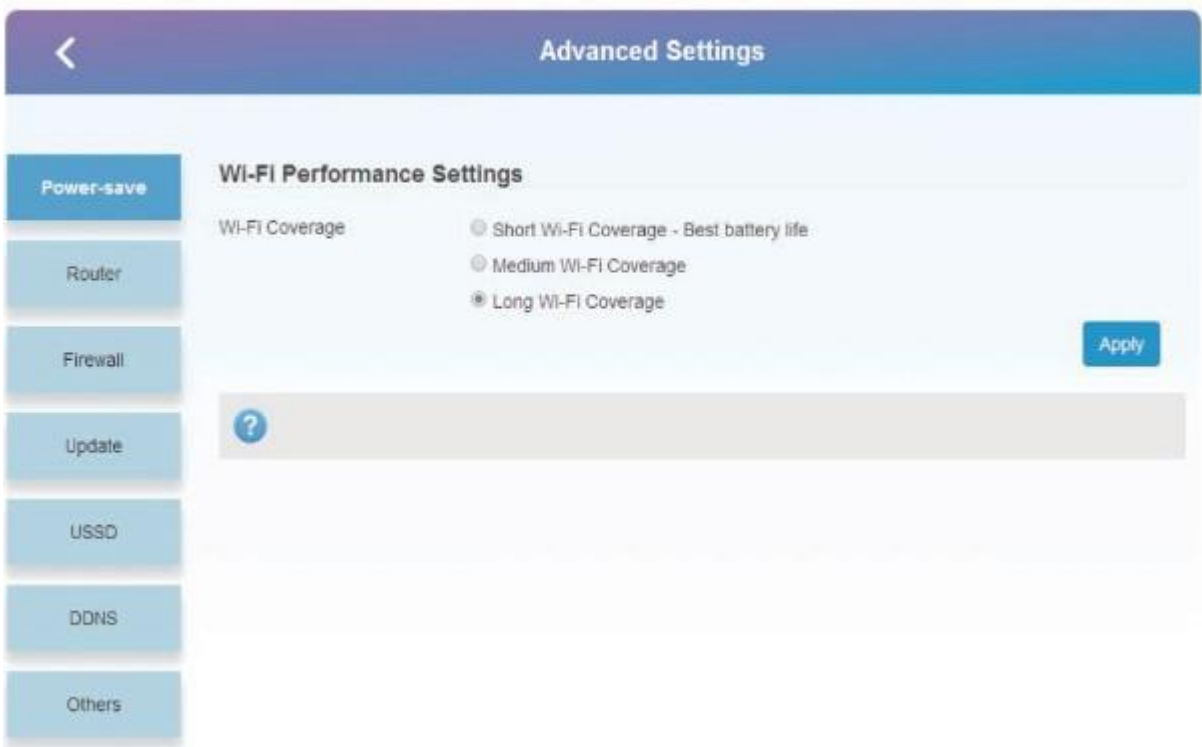 Advanced Settings
Power-save
Router
Firewall
Update
USSD
DDNS
Others
Wi-Fi Performance Settings
Wi-Fi Coverage
Short Wi-Fi Coverage - Best battery life
Medium Wi-Fi Coverage
Long Wi-Fi Coverage
Apply
?